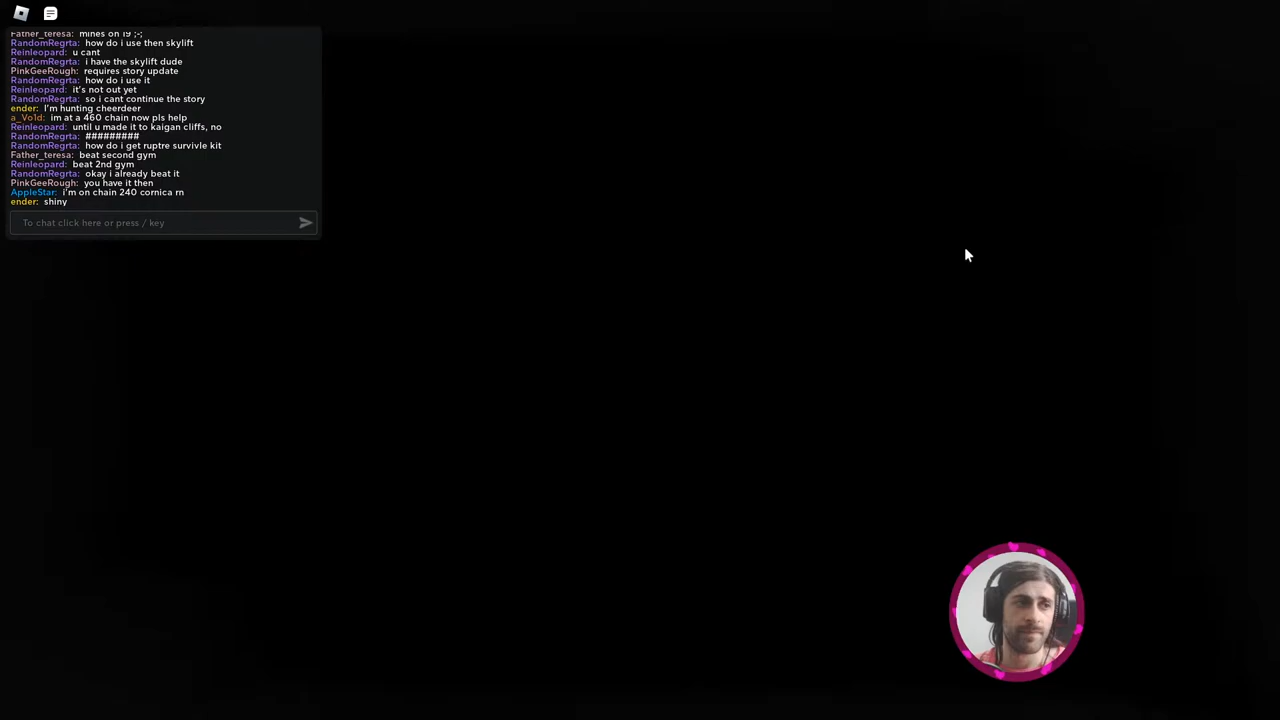 Father_teresa: mines on 19 ;-;
RandomRegrta: how do i use then skylift
Reinleopard: u cant
RandomRegrta: i have the skylift dude
PinkGeeRough: requires story update
RandomRegrta: how do i use it
Reinleopard: it's not out yet
RandomRegrta: so i cant continue the story
ender: I'm hunting cheerdeer
a_Vo1d: im at a 460 chain now pls help
Reinleopard: until u made it to kaigan cliffs, no
RandomRegrta: #########
RandomRegrta: how do i get ruptre survivle kit
Father_teresa: beat second gym
Reinleopard: beat 2nd gym
RandomRegrta: okay i already beat it
PinkGeeRough: you have it then
AppleStar: i'm on chain 240 cornica rn
ender: shiny
To chat click here or press / key